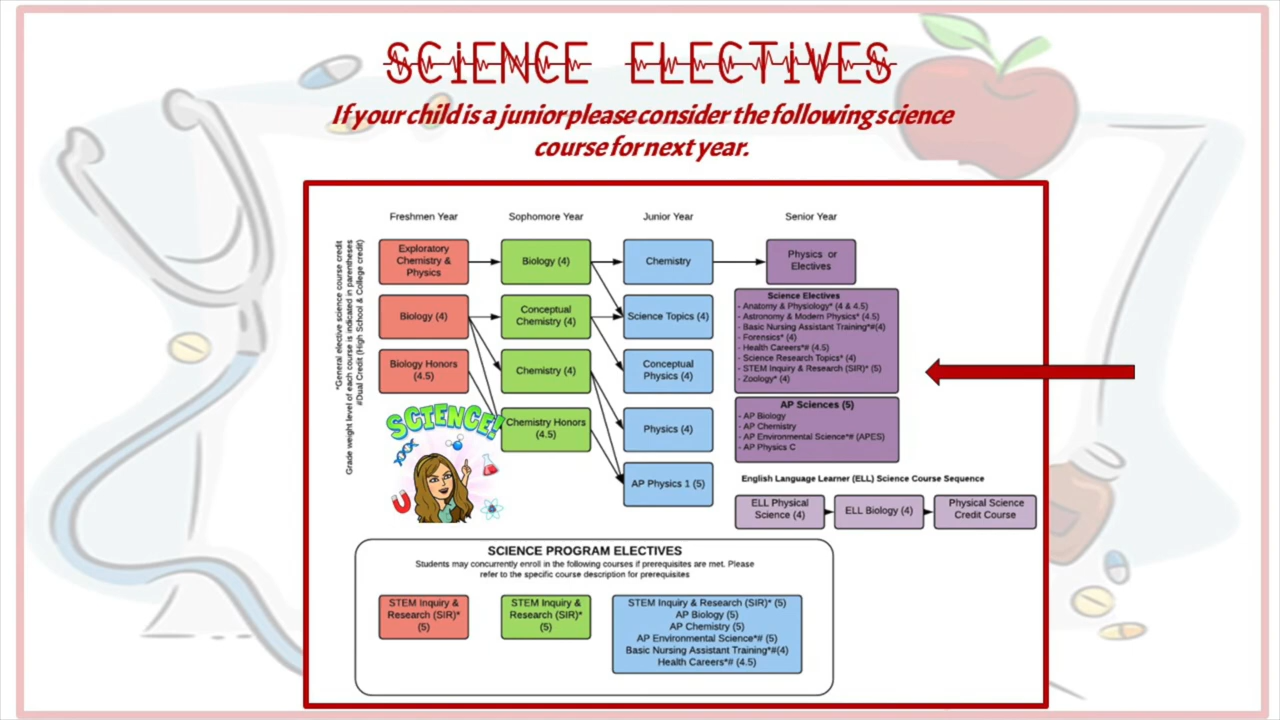 SCIENCE ELECTIVES
If your child is a junior please consider the following science
course for next year.
Freshmen Year
Sophomore Year
Junior Year
Senior Year
*General elective science course credit
Grade weight level of each course is indicated in parentheses
#Dual Credit (High School & College credit)
Exploratory
Chemistry &
Physics
Biology (4)
Chemistry
Physics or
Electives
Biology (4)
Conceptual
Chemistry (4)
Science Topics (4)
Biology Honors
(4.5)
Chemistry (4)
Conceptual
Physics (4)
SCIENCE!
Chemistry Honors
(4.5)
Physics (4)
AP Physics 1 (5)
Science Electives
- Anatomy & Physiology* (4 & 4.5)
- Astronomy & Modern Physics* (4.5)
- Basic Nursing Assistant Training*#(4)
- Forensics* (4)
- Health Careers*# (4.5)
- Science Research Topics* (4)
- STEM Inquiry & Research (SIR)* (5)
- Zoology* (4)
AP Sciences (5)
- AP Biology
- AP Chemistry
- AP Environmental Science*# (APES)
- AP Physics C
English Language Learner (ELL) Science Course Sequence
ELL Physical
Science (4)
ELL Biology (4)
Physical Science
Credit Course
SCIENCE PROGRAM ELECTIVES
Students may concurrently enroll in the following courses if prerequisites are met. Please
refer to the specific course description for prerequisites
STEM Inquiry &
Research (SIR)*
(5)
STEM Inquiry &
Research (SIR)*
(5)
STEM Inquiry & Research (SIR)* (5)
AP Biology (5)
AP Chemistry (5)
AP Environmental Science*# (5)
Basic Nursing Assistant Training*#(4)
Health Careers*# (4.5)